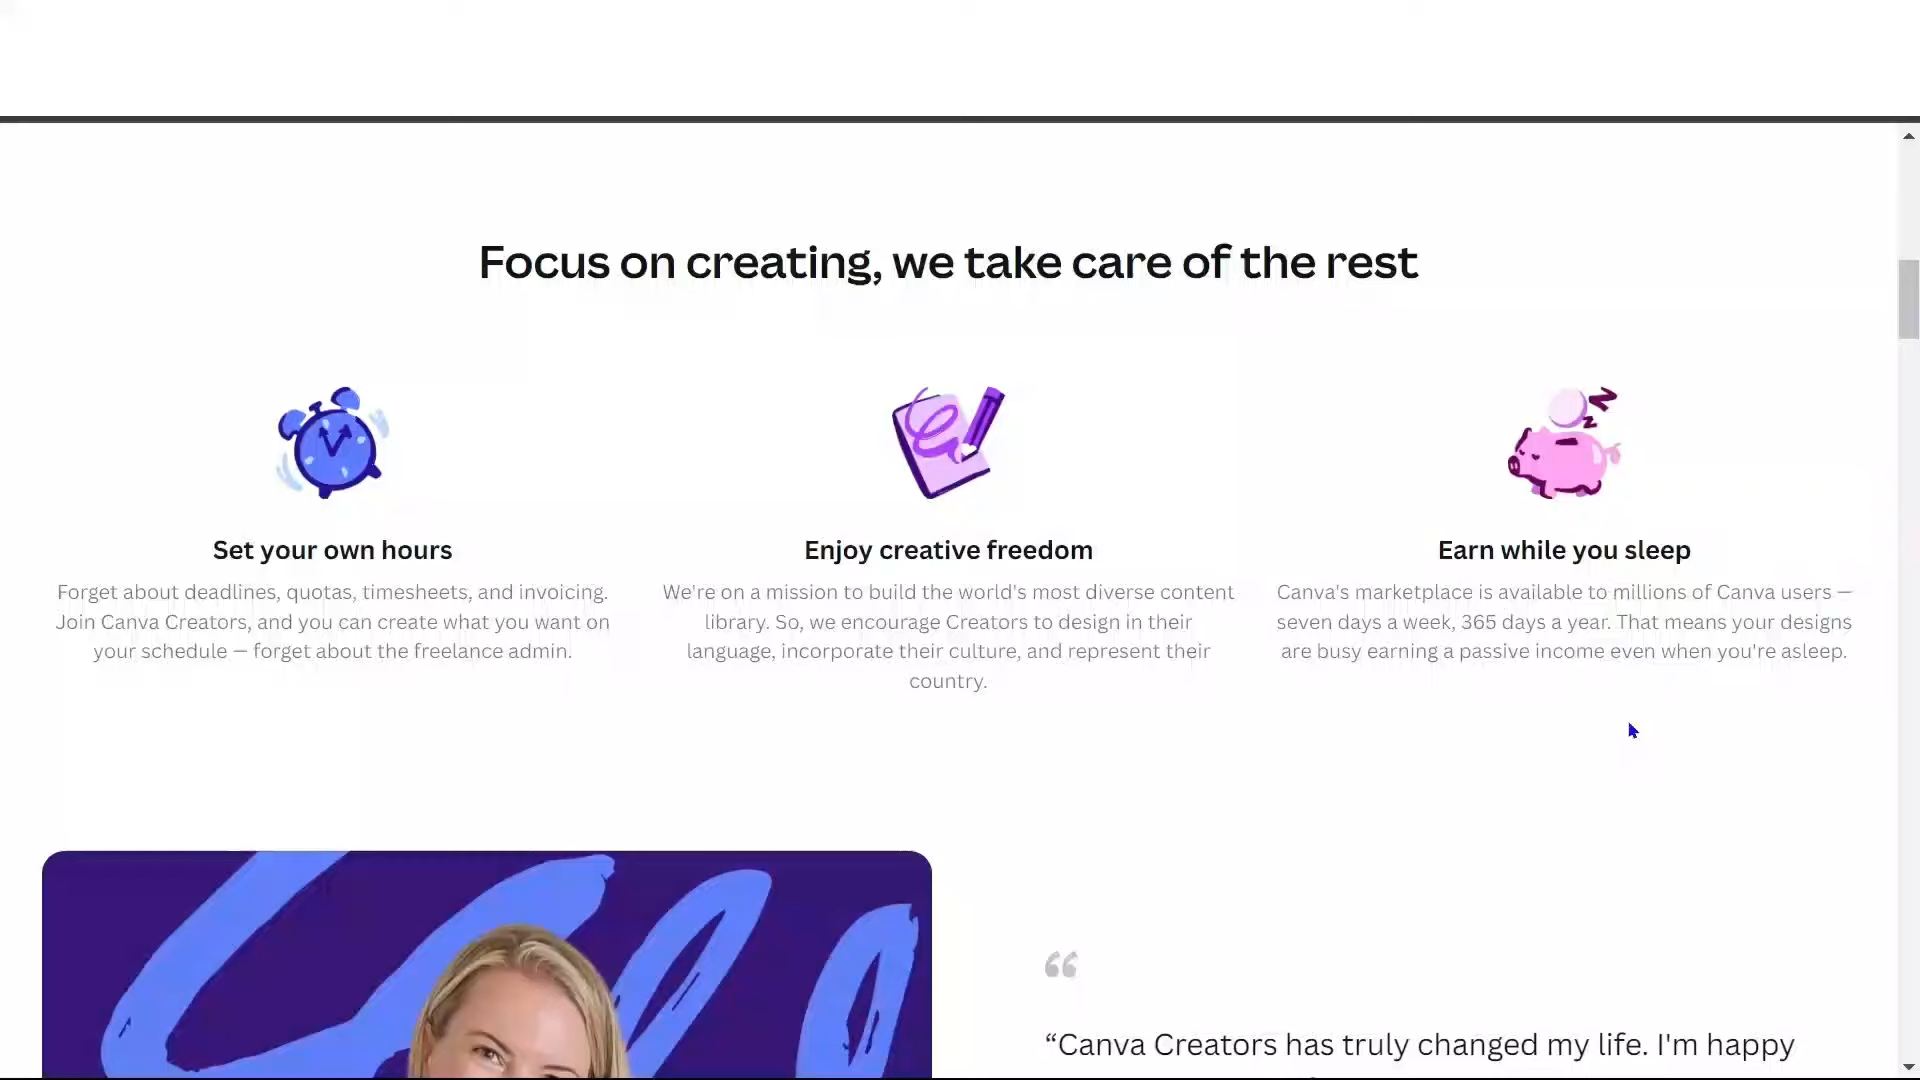 Focus on creating, we take care of the rest
Set your own hours
Forget about deadlines, quotas, timesheets, and invoicing.
Join Canva Creators, and you can create what you want on
your schedule — forget about the freelance admin.
Enjoy creative freedom
We're on a mission to build the world's most diverse content
library. So, we encourage Creators to design in their
language, incorporate their culture, and represent their
country.
Earn while you sleep
Canva's marketplace is available to millions of Canva users —
seven days a week, 365 days a year. That means your designs
are busy earning a passive income even when you're asleep.
“
“Canva Creators has truly changed my life. I'm happy